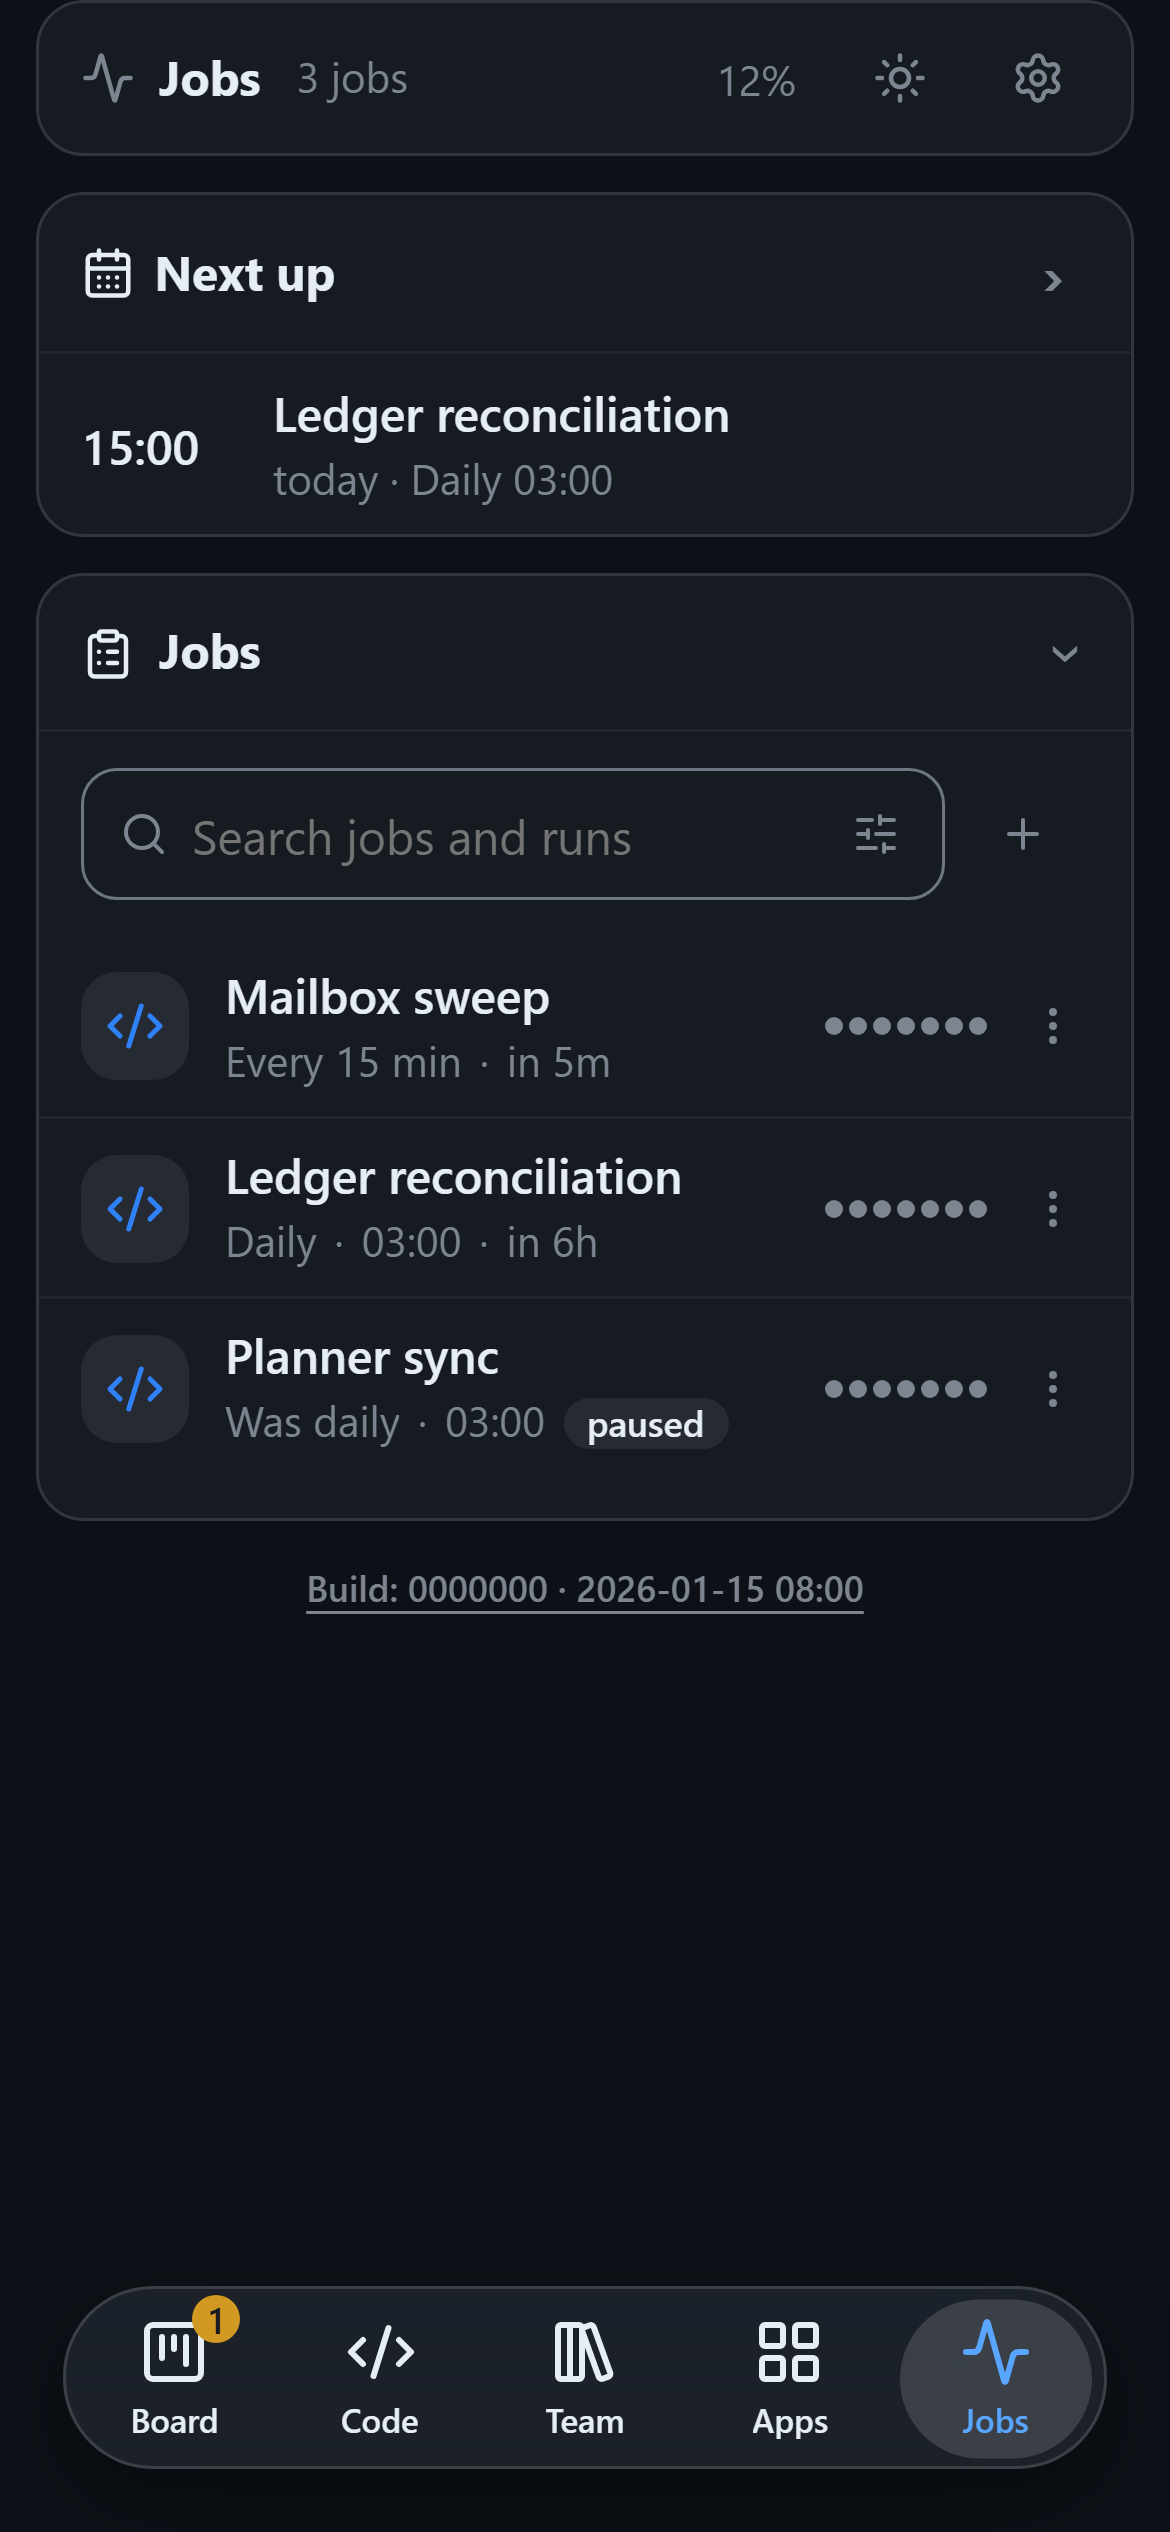 Jobs 3 jobs 12%
Next up
15:00
Ledger reconciliation
today · Daily 03:00
Jobs
Search jobs and runs
Mailbox sweep
Every 15 min · in 5m
Ledger reconciliation
Daily · 03:00 · in 6h
Planner sync
Was daily · 03:00 paused
Build: 0000000 · 2026-01-15 08:00
1
Board Code Team Apps Jobs